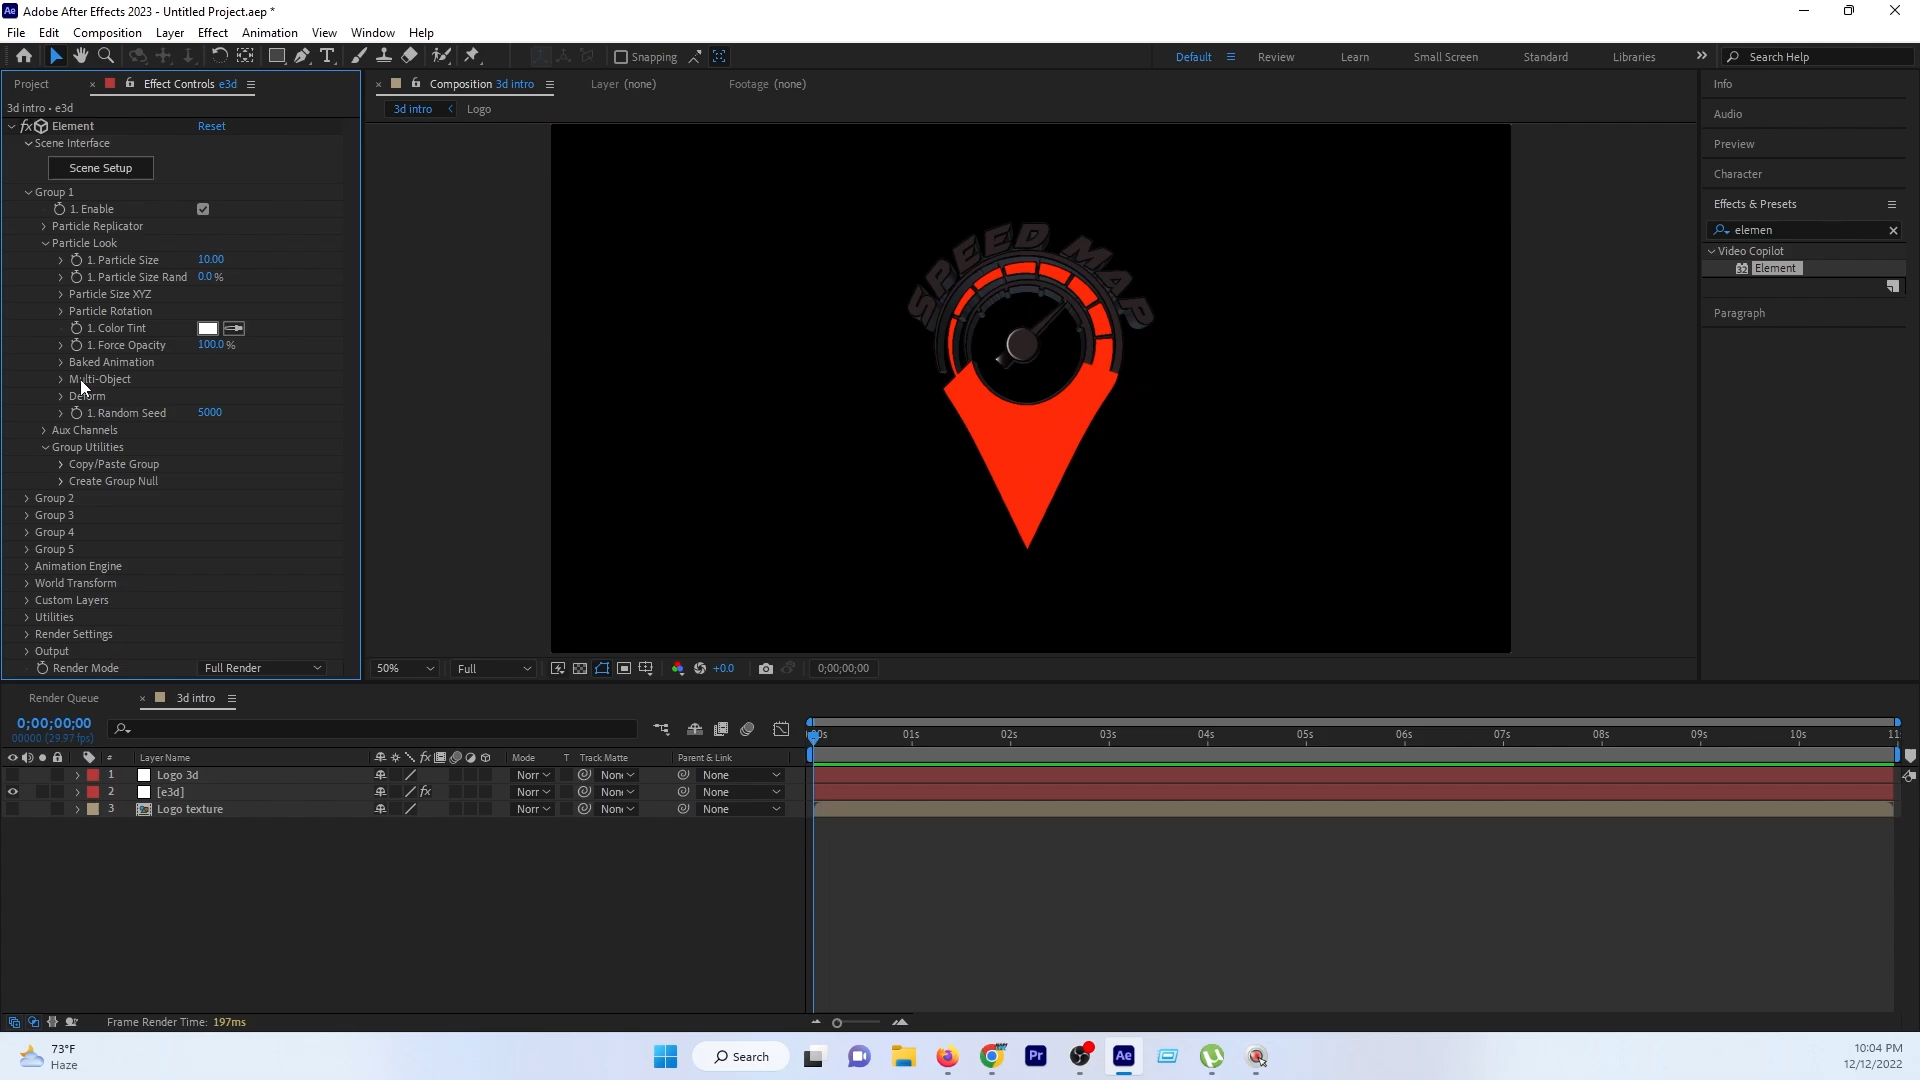 Adobe After Effects 2023 - Untitled Project.aep *
File Edit Composition Layer Effect Animation View Window Help
Snapping Default Review Learn Small Screen Standard Libraries Search Help
Project Effect Controls e3d Composition 3d intro Layer (none) Footage (none) Info
3d intro • e3d 3d intro Logo
Audio
Preview
Character
Effects & Presets
elemen
Video Copilot
Element
Paragraph
fx Element Reset
Scene Interface
Scene Setup
Group 1
1. Enable
Particle Replicator
Particle Look
1. Particle Size 10.00
1. Particle Size Rand 0.0 %
Particle Size XYZ
Particle Rotation
1. Color Tint
1. Force Opacity 100.0 %
Baked Animation
Multi-Object
Deform
1. Random Seed 5000
Aux Channels
Group Utilities
Copy/Paste Group
Create Group Null
Group 2
Group 3
Group 4
Group 5
Animation Engine
World Transform
Custom Layers
Utilities
Render Settings
Output
Render Mode Full Render
SPEED MAP
50% Full +0.0 0;00;00;00
Render Queue 3d intro
0;00;00;00
00000 (29.97 fps)
01s 02s 03s 04s 05s 06s 07s 08s 09s 10s 11
# Layer Name fx Mode T Track Matte Parent & Link
1 Logo 3d Norr None None
2 [e3d] fx Norr None None
3 Logo texture Norr None None
Frame Render Time: 197ms
73°F
Haze
Search
Pr
Ae
10:04 PM
12/12/2022